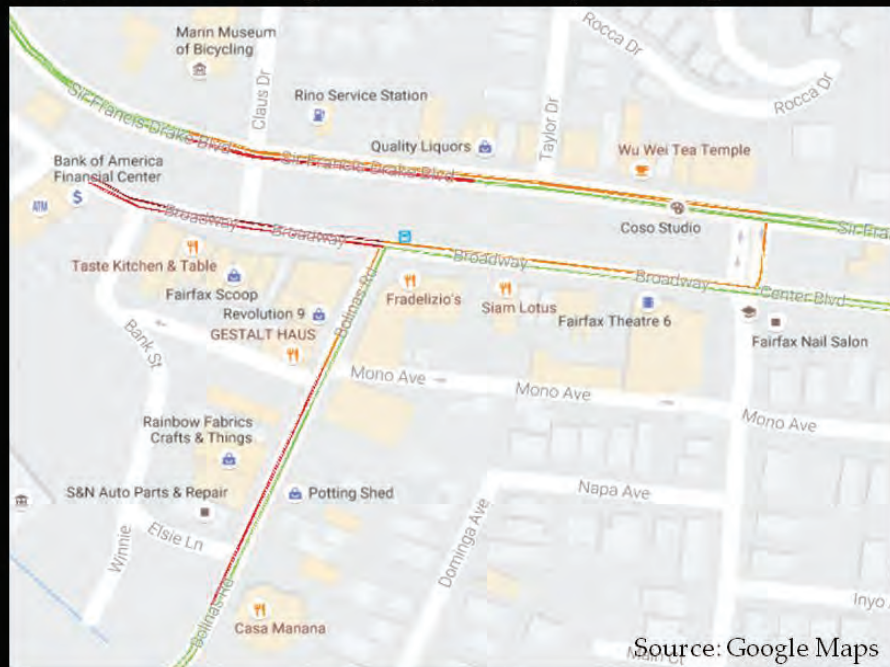 Marin Museum
of Bicycling
Rocca Dr
Rocca Dr
Claus Dr
Rino Service Station
Taylor Dr
Sir Francis Drake Blvd
Quality Liquors
Wu Wei Tea Temple
Sir Francis Drake Blvd
Bank of America
Financial Center
ATM
$
Coso Studio
Sir Fran
Broadway
Broadway
Broadway
Broadway
Center Blvd
Taste Kitchen & Table
Fairfax Scoop
Revolution 9
GESTALT HAUS
Bolinas Rd
Fradelizio's
Siam Lotus
Fairfax Theatre 6
Fairfax Nail Salon
Bank St
Mono Ave
Mono Ave
Mono Ave
Rainbow Fabrics
Crafts & Things
S&N Auto Parts & Repair
Potting Shed
Napa Ave
Dominga Ave
Elsie Ln
Winnie
Bolinas Rd
Casa Manana
Inyo
Main Ct
Source: Google Maps